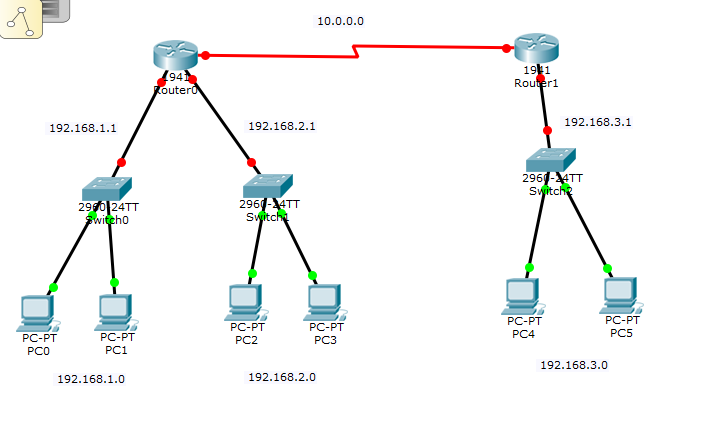 10.0.0.0
1941
Router0
1941
Router1
192.168.1.1
192.168.2.1
192.168.3.1
2960-24TT
Switch0
2960-24TT
Switch1
2960-24TT
Switch2
PC-PT
PC0
PC-PT
PC1
PC-PT
PC2
PC-PT
PC3
PC-PT
PC4
PC-PT
PC5
192.168.1.0
192.168.2.0
192.168.3.0